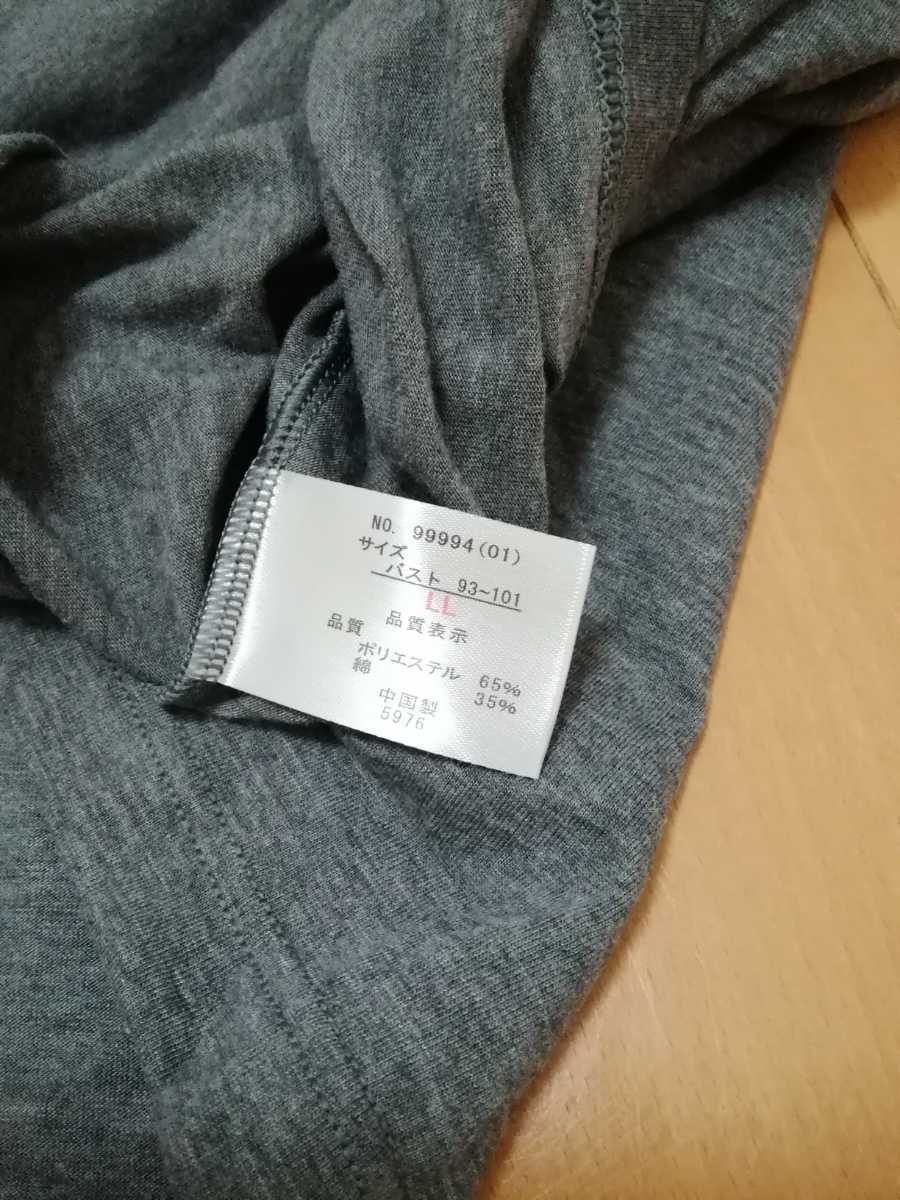 NO. 99994(01)
サイズ
バスト 93~101
LL
品質 品質表示
ポリエステル 65%
綿 35%
中国製
5976